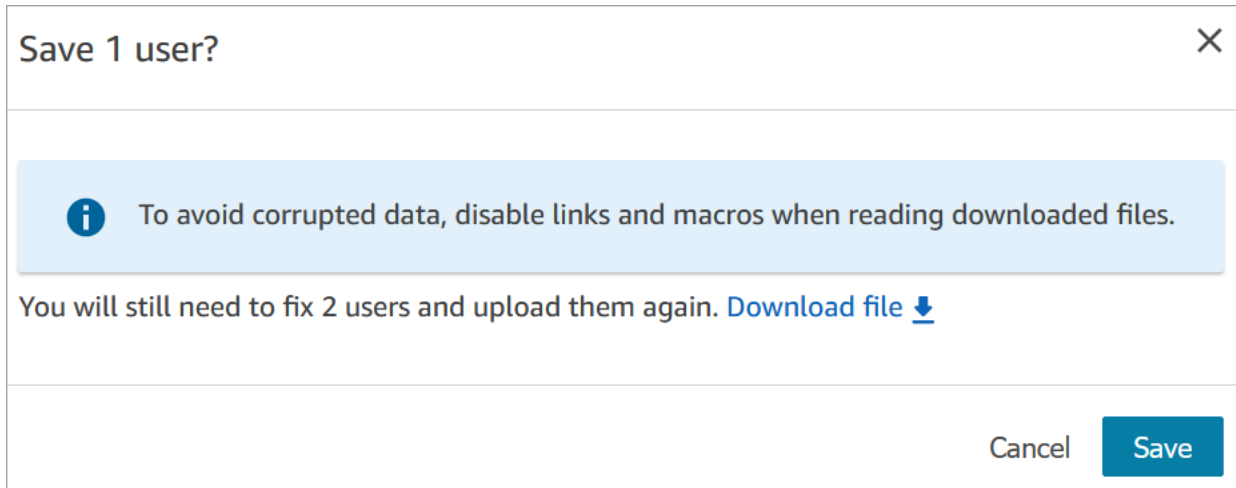 Save 1 user?
To avoid corrupted data, disable links and macros when reading downloaded files.
You will still need to fix 2 users and upload them again. Download file
Cancel
Save